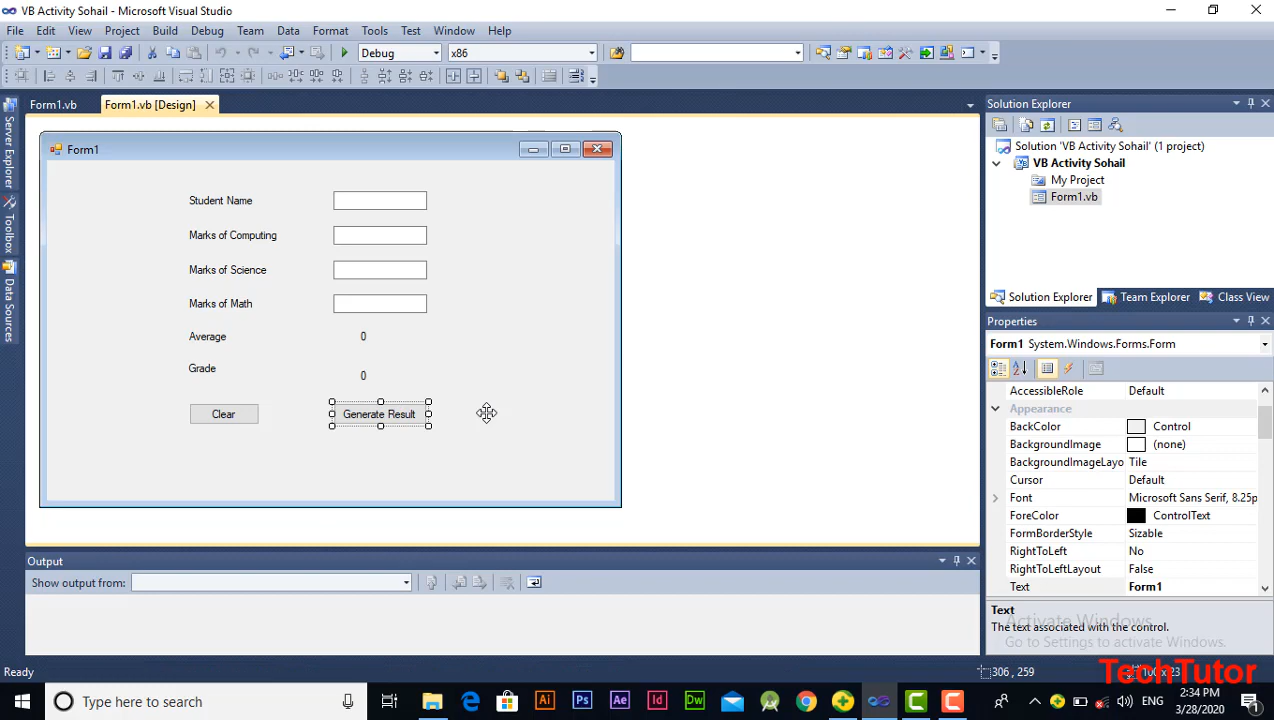 VB Activity Sohail - Microsoft Visual Studio
File Edit View Project Build Debug Team Data Format Tools Test Window Help
Debug x86
Form1.vb Form1.vb [Design]
Server Explorer
Toolbox
Data Sources
Form1
Student Name
Marks of Computing
Marks of Science
Marks of Math
Average 0
Grade 0
Clear Generate Result
Solution Explorer
Solution 'VB Activity Sohail' (1 project)
VB Activity Sohail
My Project
Form1.vb
Solution Explorer Team Explorer Class View
Properties
Form1 System.Windows.Forms.Form
AccessibleRole Default
Appearance
BackColor Control
BackgroundImage (none)
BackgroundImageLayo Tile
Cursor Default
Font Microsoft Sans Serif, 8.25p
ForeColor ControlText
FormBorderStyle Sizable
RightToLeft No
RightToLeftLayout False
Text Form1
Text
The text associated with the control.
Activate Windows
Go to Settings to activate Windows.
Output
Show output from:
Ready 306 , 259
TechTutor
Type here to search
Ai Ps Ae Id Dw
ENG
2:34 PM
3/28/2020
1